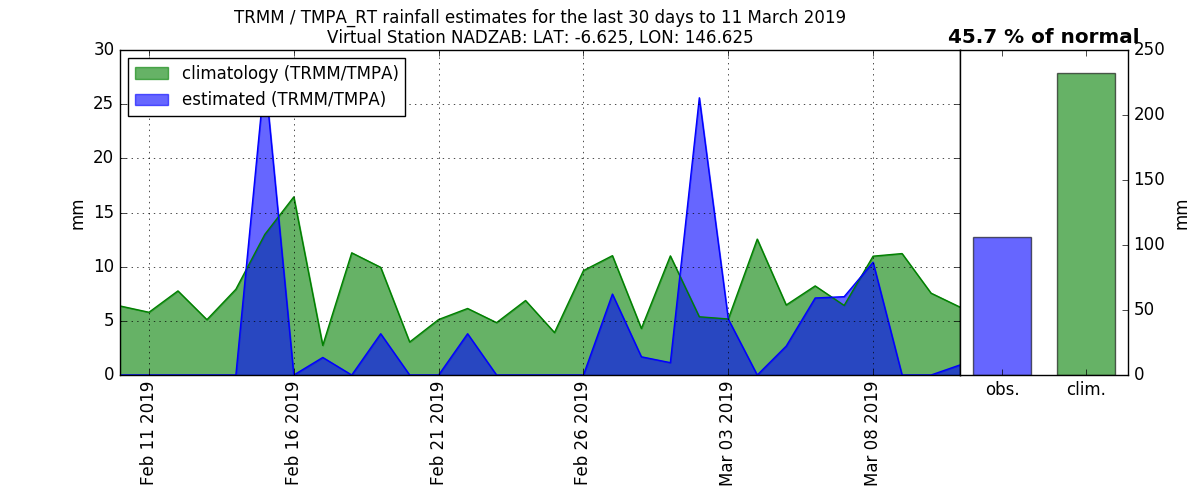 TRMM / TMPA_RT rainfall estimates for the last 30 days to 11 March 2019
Virtual Station NADZAB: LAT: -6.625, LON: 146.625
45.7 % of normal
climatology (TRMM/TMPA)
estimated (TRMM/TMPA)
30
25
20
15
10
5
0
mm
Feb 11 2019
Feb 16 2019
Feb 21 2019
Feb 26 2019
Mar 03 2019
Mar 08 2019
250
200
150
100
50
0
mm
obs.
clim.